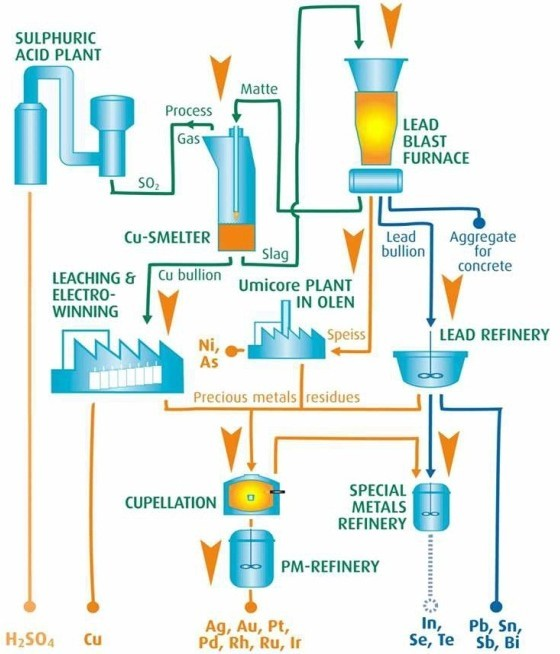 SULPHURIC
ACID PLANT
Matte
Process
Gas
SO₂
LEAD
BLAST
FURNACE
Cu-SMELTER
Slag
Cu bullion
Lead
bullion
Aggregate
for
concrete
LEACHING &
ELECTRO-
WINNING
Umicore PLANT
IN OLEN
Speiss
Ni,
As
LEAD REFINERY
Precious metals residues
CUPELLATION
SPECIAL
METALS
REFINERY
PM-REFINERY
H₂SO₄
Cu
Ag, Au, Pt,
Pd, Rh, Ru, Ir
In,
Se, Te
Pb, Sn,
Sb, Bi